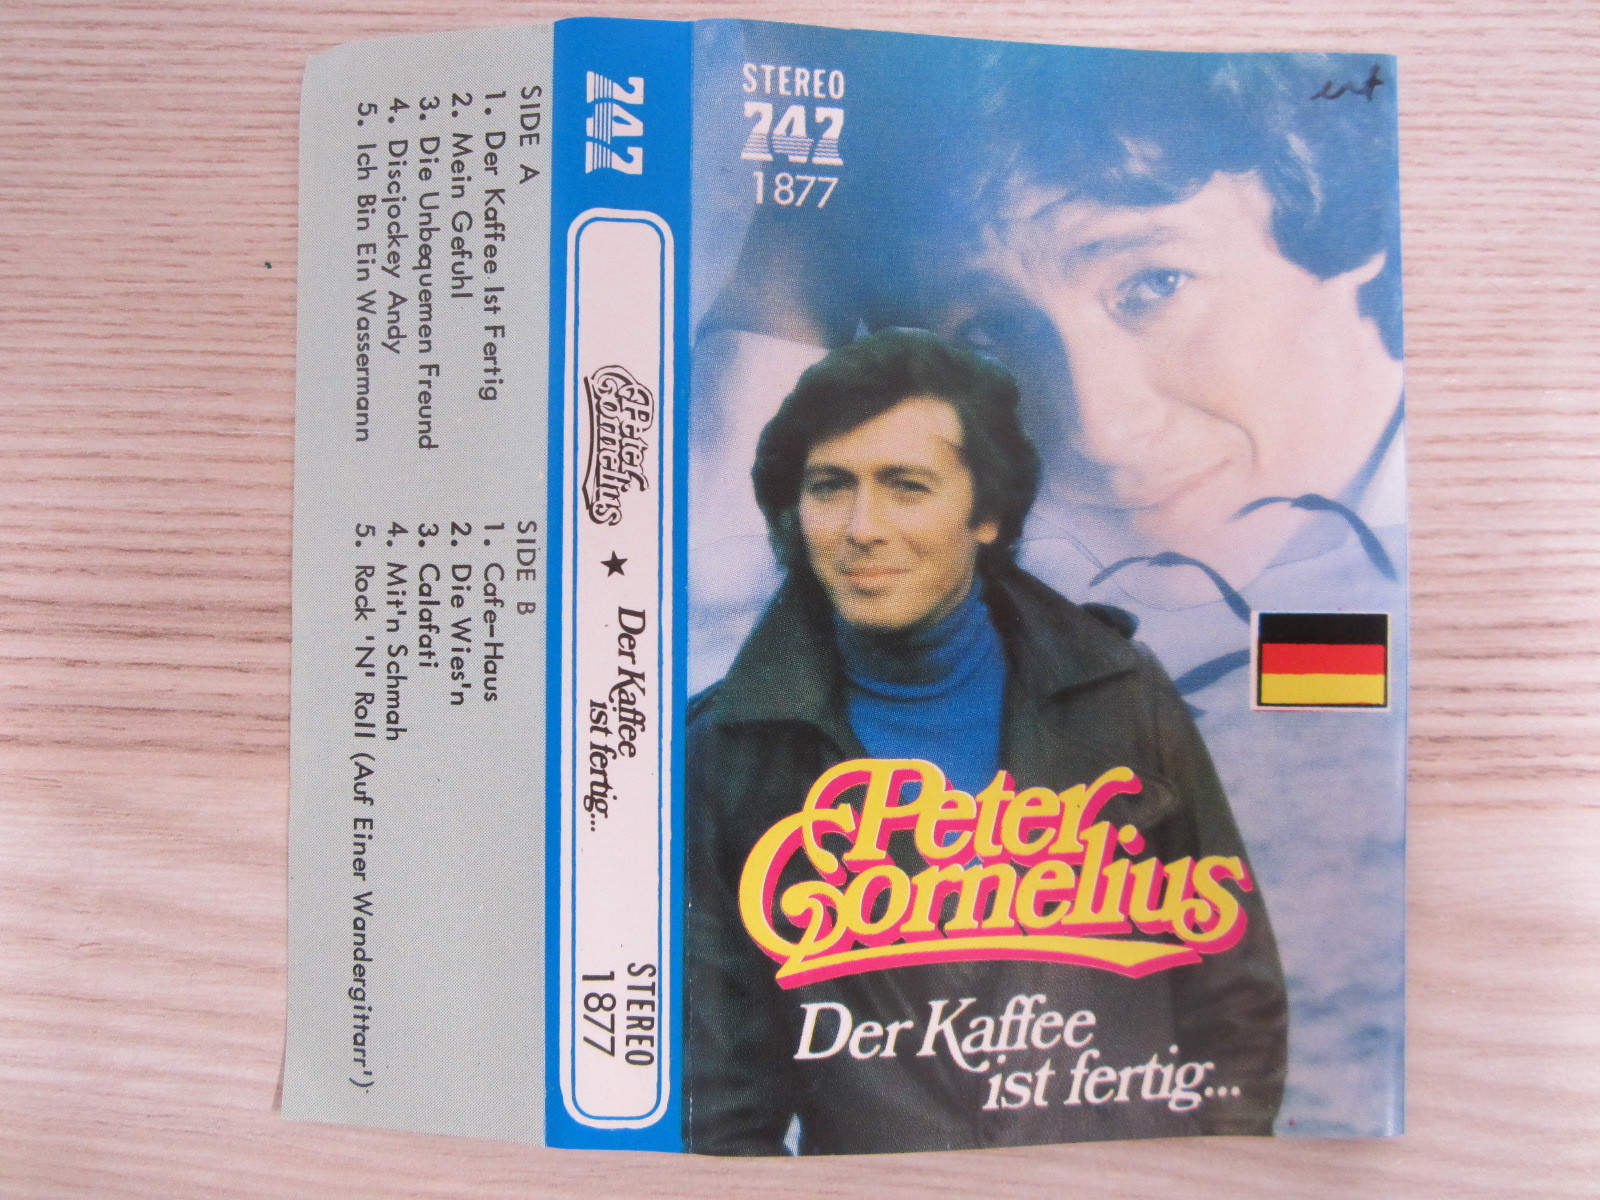 SIDE A
1. Der Kaffee Ist Fertig
2. Mein Gefuhl
3. Die Unbequemen Freund
4. Discjockey Andy
5. Ich Bin Ein Wassermann
SIDE B
1. Cafe-Haus
2. Die Wies'n
3. Calafati
4. Mit'n Schmah
5. Rock 'N' Roll (Auf Einer Wandergittarr')
747
Peter
Cornelius
★ Der Kaffee
ist fertig...
STEREO
1877
STEREO
747
1877
Peter
Cornelius
Der Kaffee
ist fertig...